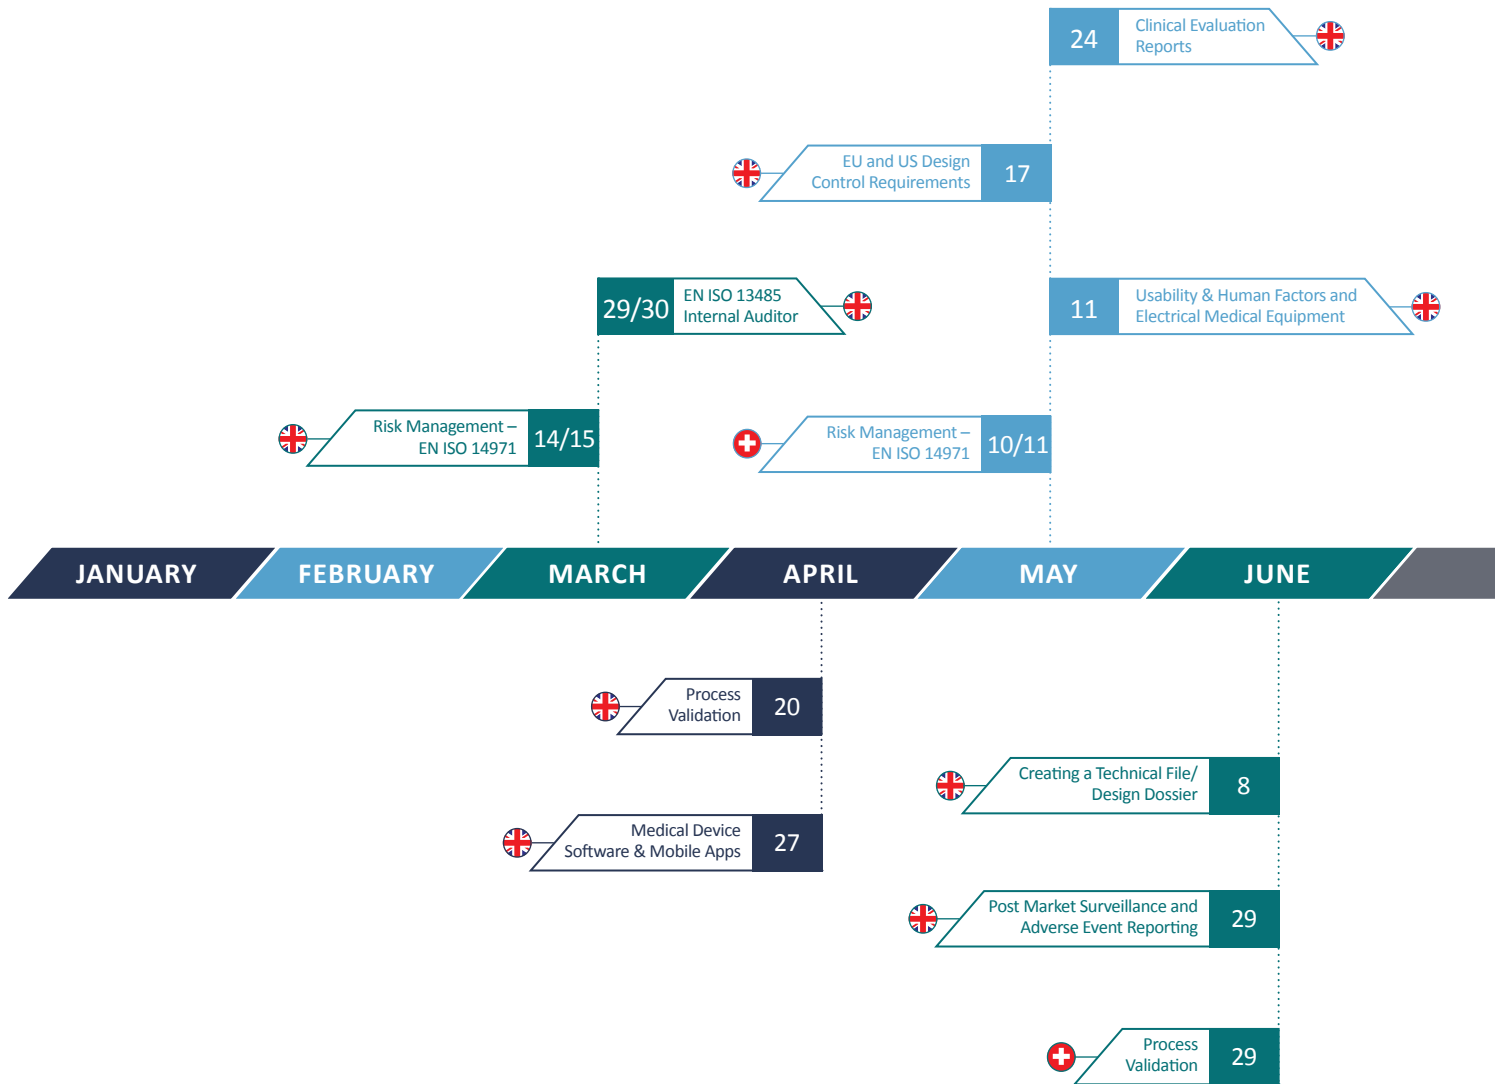 24
Clinical Evaluation
Reports
EU and US Design
Control Requirements
17
29/30
EN ISO 13485
Internal Auditor
11
Usability & Human Factors and
Electrical Medical Equipment
Risk Management –
EN ISO 14971
14/15
Risk Management –
EN ISO 14971
10/11
JANUARY
FEBRUARY
MARCH
APRIL
MAY
JUNE
Process
Validation
20
Creating a Technical File/
Design Dossier
8
Medical Device
Software & Mobile Apps
27
Post Market Surveillance and
Adverse Event Reporting
29
Process
Validation
29